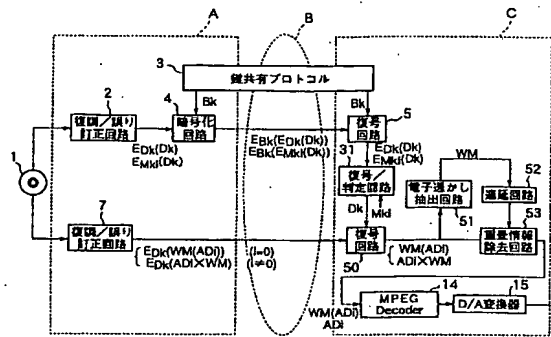 A
B
C
3
鍵共有プロトコル
2
4
Bk
Bk
5
復調/誤り
訂正回路
暗号化
回路
復号
回路
EDk(Dk)
EMki(Dk)
EBk(EDk(Dk))
EBk(EMki(Dk))
EDk(Dk)
EMki(Dk)
1
31
復号/
判定回路
WM
電子透かし
抽出回路
51
52
遅延回路
53
Dk
Mki
7
復調/誤り
訂正回路
復号
回路
50
重畳情報
除去回路
EDk(WM(ADi)) (i=0)
EDk(ADi×WM) (i≠0)
WM(ADi)
ADi×WM
14
15
MPEG
Decoder
D/A変換器
WM(ADi)
ADi